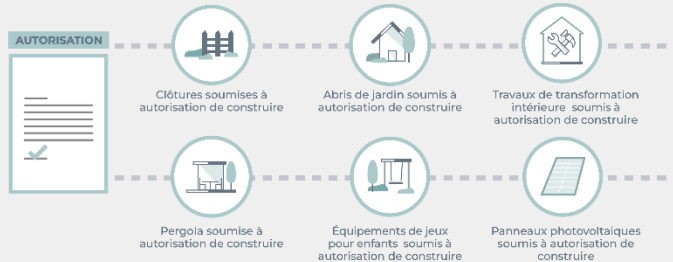 AUTORISATION
Clôtures soumises à
autorisation de construire
Abris de jardin soumis à
autorisation de construire
Travaux de transformation
intérieure soumis à
autorisation de construire
Pergola soumise à
autorisation de construire
Équipements de jeux
pour enfants soumis à
autorisation de construire
Panneaux photovoltaiques
soumis à autorisation de
construire